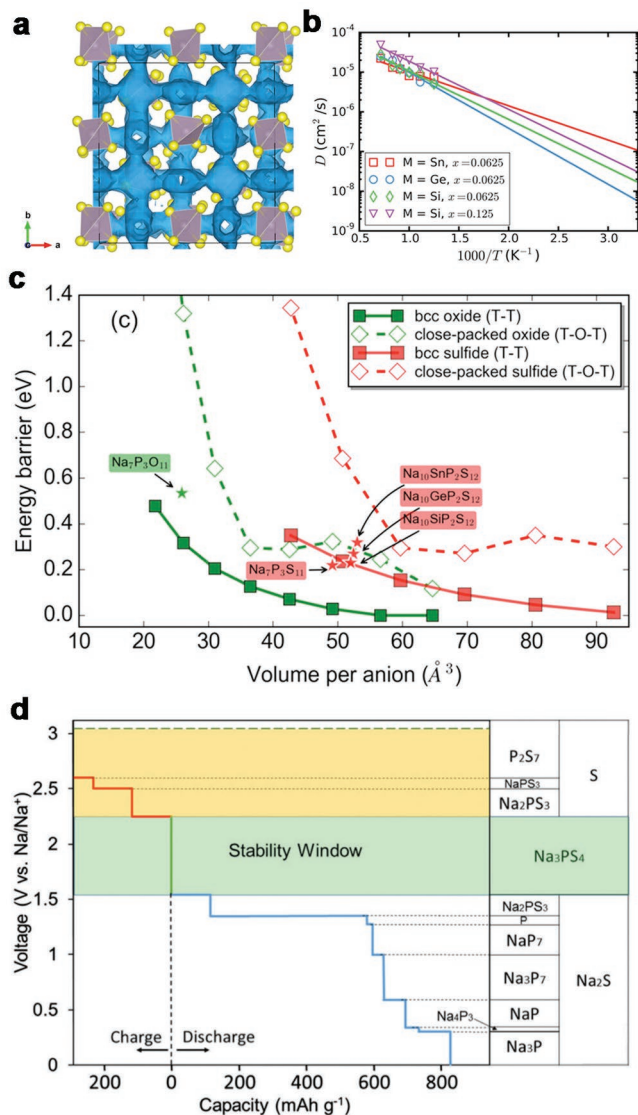 a
b
a
b
D (cm² /s)
10⁻⁴
10⁻⁵
10⁻⁶
10⁻⁷
10⁻⁸
10⁻⁹
M = Sn, x=0.0625
M = Ge, x=0.0625
M = Si, x=0.0625
M = Si, x=0.125
0.5 1.0 1.5 2.0 2.5 3.0
1000/T (K⁻¹)
c
(c)
Energy barrier (eV)
1.4
1.2
1.0
0.8
0.6
0.4
0.2
0.0
bcc oxide (T-T)
close-packed oxide (T-O-T)
bcc sulfide (T-T)
close-packed sulfide (T-O-T)
Na₇P₃O₁₁
Na₁₀SnP₂S₁₂
Na₁₀GeP₂S₁₂
Na₁₀SiP₂S₁₂
Na₇P₃S₁₁
10 20 30 40 50 60 70 80 90
Volume per anion (Å³)
d
Voltage (V vs. Na/Na⁺)
3
2.5
2
1.5
1
0.5
0
Stability Window
Charge
Discharge
P₂S₇
NaPS₃
Na₂PS₃
S
Na₃PS₄
Na₂PS₃
P
NaP₇
Na₃P₇
NaP
Na₄P₃
Na₃P
Na₂S
200 0 200 400 600 800
Capacity (mAh g⁻¹)